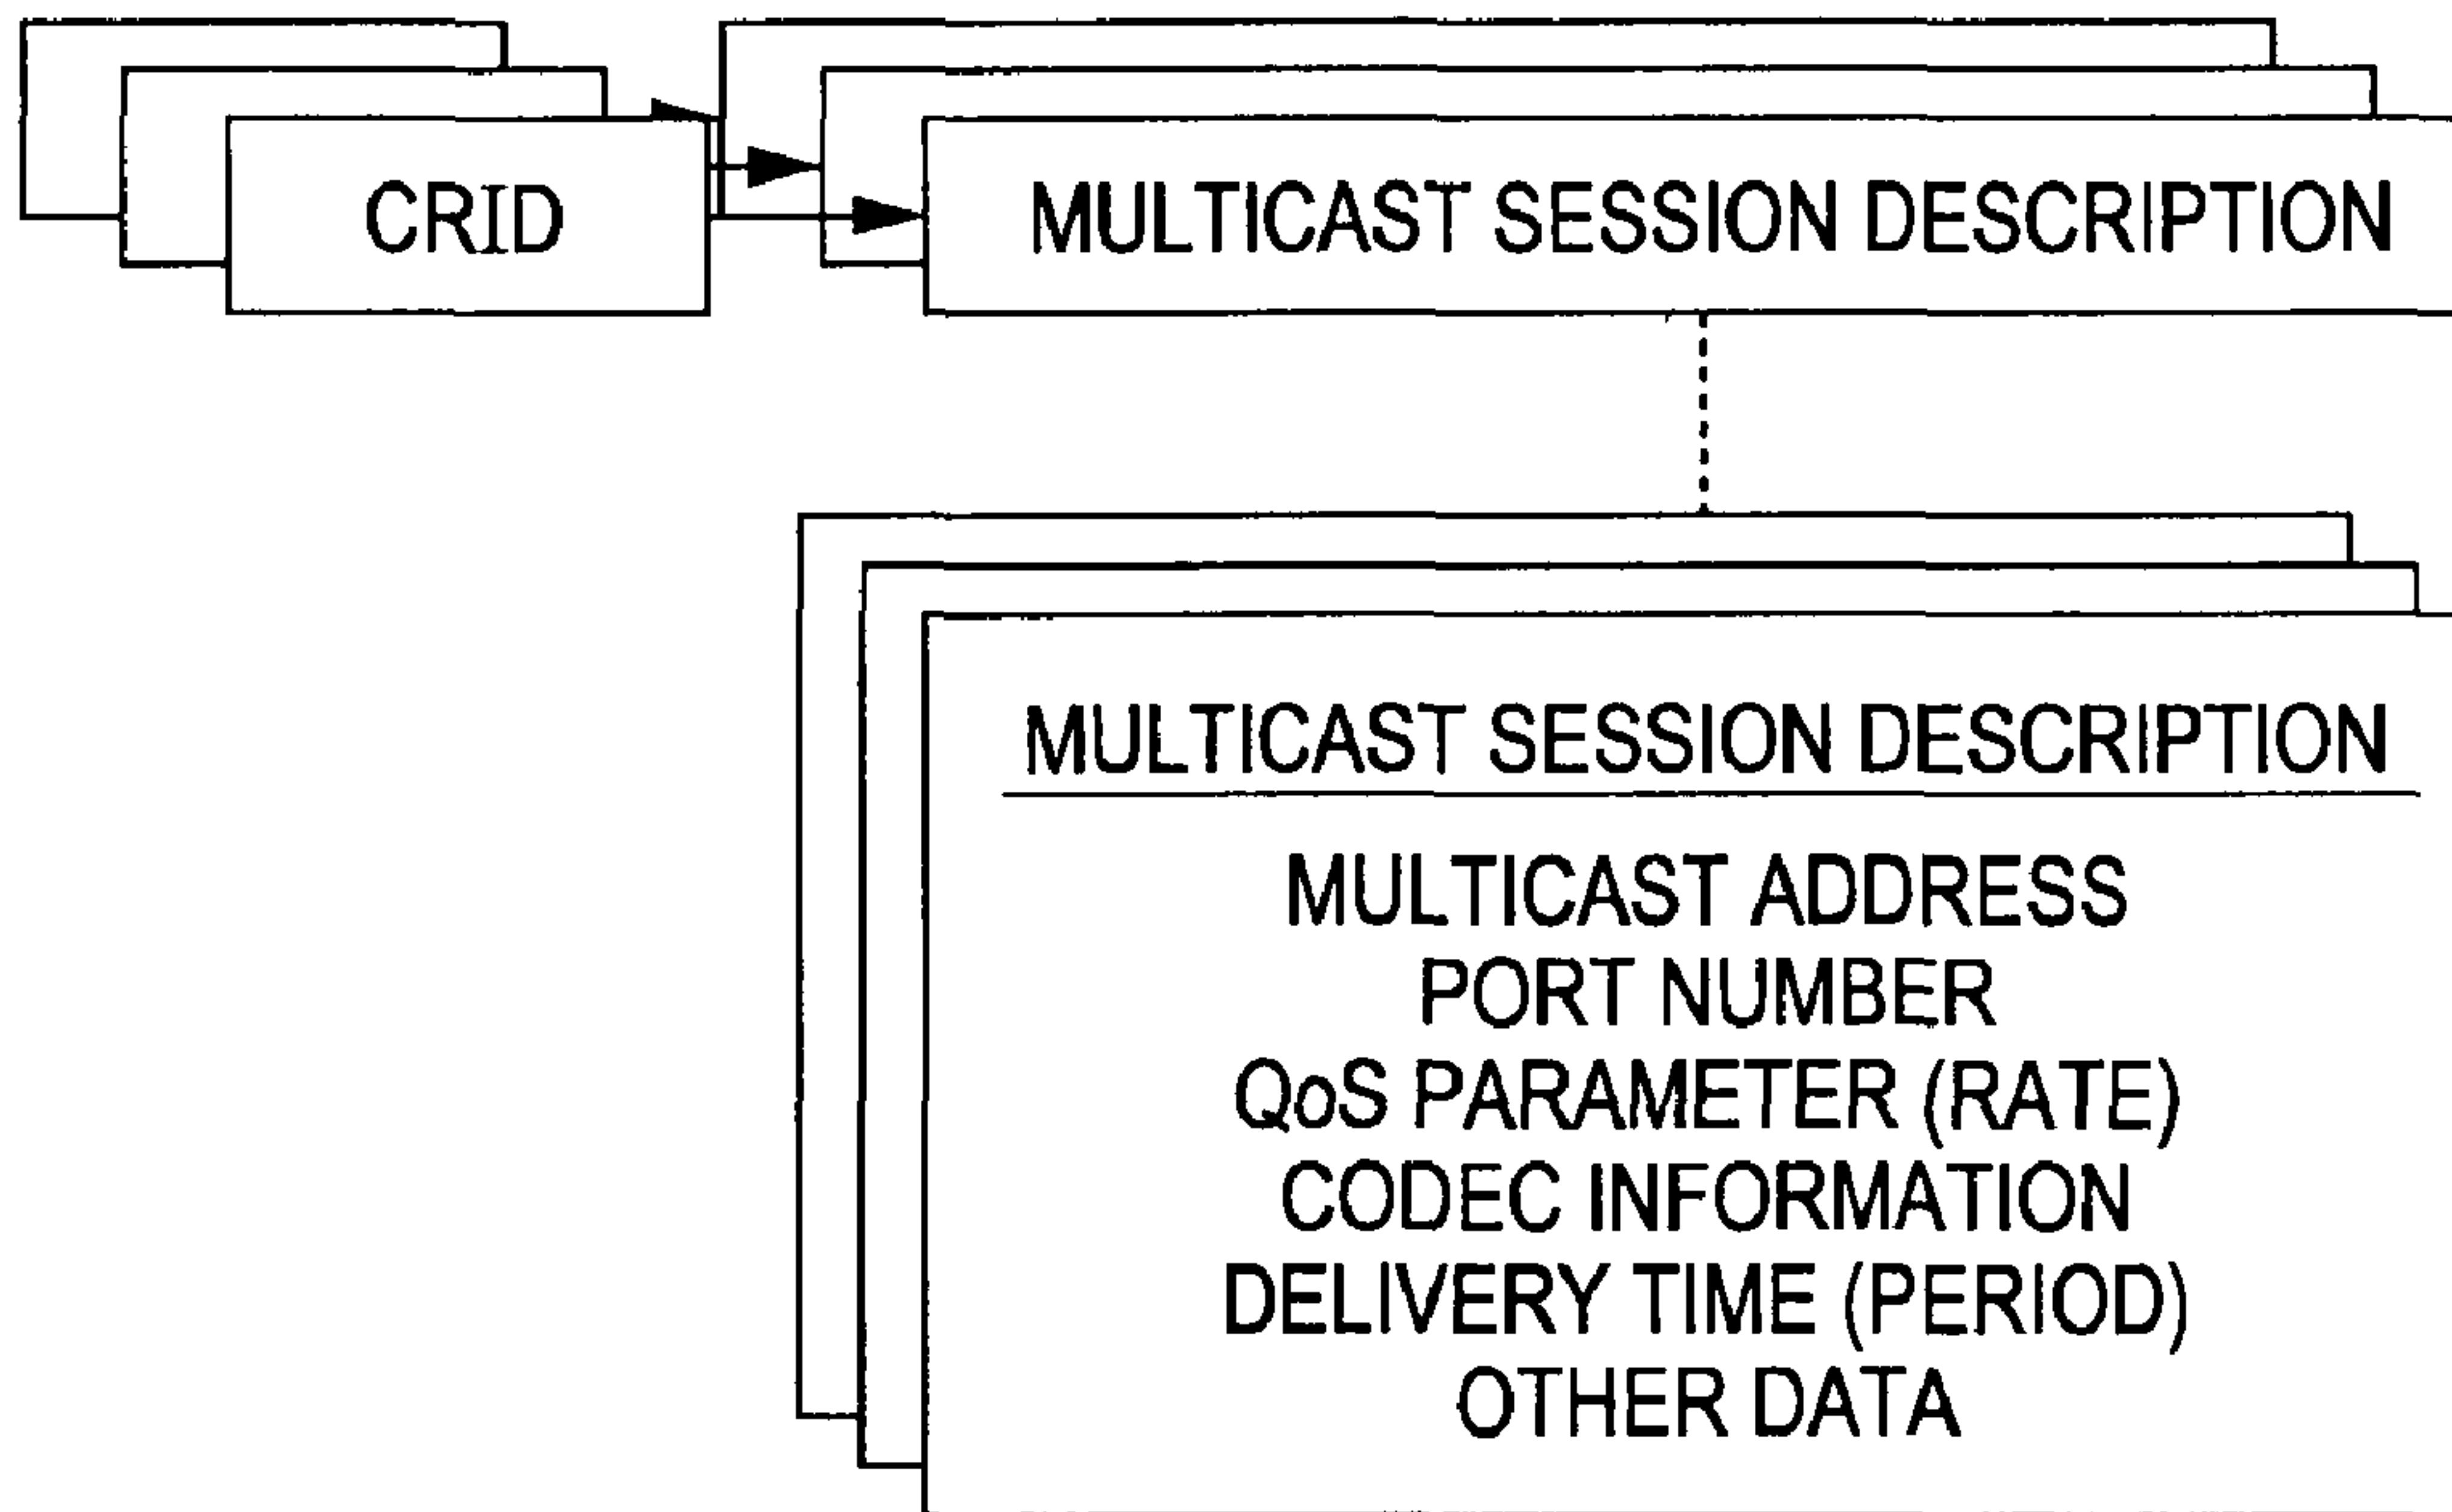 CRID
MULTICAST SESSION DESCRIPTION
MULTICAST SESSION DESCRIPTION
MULTICAST ADDRESS
PORT NUMBER
QoS PARAMETER (RATE)
CODEC INFORMATION
DELIVERY TIME (PERIOD)
OTHER DATA